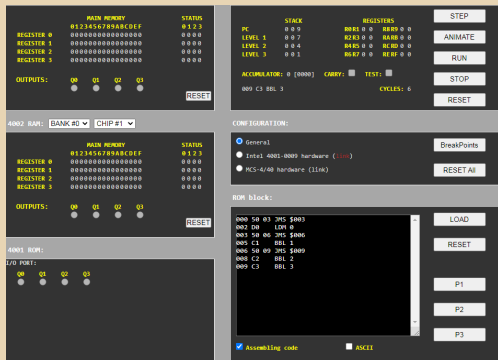 MAIN MEMORY STATUS
0123456789ABCDEF 0123
REGISTER 0 0000000000000000 0000
REGISTER 1 0000000000000000 0000
REGISTER 2 0000000000000000 0000
REGISTER 3 0000000000000000 0000
OUTPUTS: Q0 Q1 Q2 Q3
RESET
4002 RAM: BANK #0 CHIP #1
MAIN MEMORY STATUS
0123456789ABCDEF 0123
REGISTER 0 0000000000000000 0000
REGISTER 1 0000000000000000 0000
REGISTER 2 0000000000000000 0000
REGISTER 3 0000000000000000 0000
OUTPUTS: Q0 Q1 Q2 Q3
RESET
4001 ROM:
I/O PORT:
Q0 Q1 Q2 Q3
STACK REGISTERS
PC 0 0 9 R0R1 0 0 R8R9 0 0
LEVEL 1 0 0 7 R2R3 0 0 RARB 0 0
LEVEL 2 0 0 4 R4R5 0 0 RCRD 0 0
LEVEL 3 0 0 1 R6R7 0 0 RERF 0 0
ACCUMULATOR: 0 [0000] CARRY: TEST:
009 C3 BBL 3 CYCLES: 6
STEP
ANIMATE
RUN
STOP
RESET
CONFIGURATION:
General
Intel 4001-0009 hardware (link)
MCS-4/40 hardware (link)
BreakPoints
RESET All
ROM block:
000 50 03 JMS $003
002 D0 LDM 0
003 50 06 JMS $006
005 C1 BBL 1
006 50 09 JMS $009
008 C2 BBL 2
009 C3 BBL 3
Assembling code ASCII
LOAD
RESET
P1
P2
P3